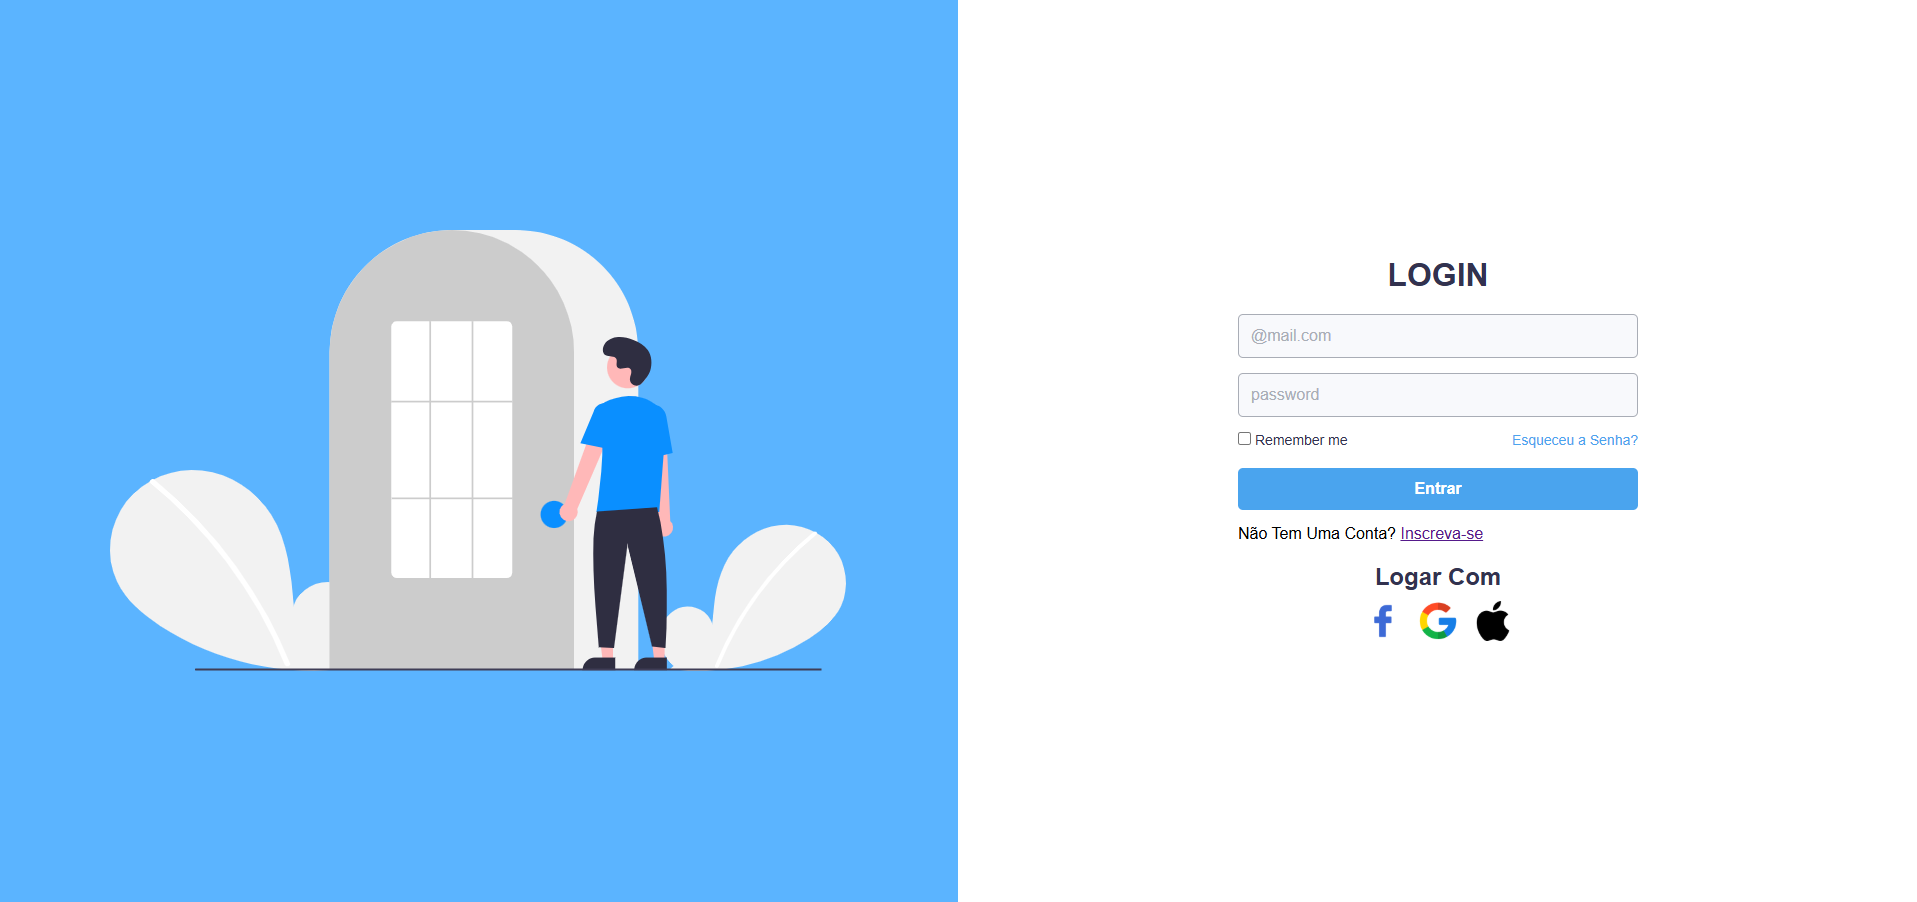 LOGIN
@mail.com
password
Remember me
Esqueceu a Senha?
Entrar
Não Tem Uma Conta? Inscreva-se
Logar Com